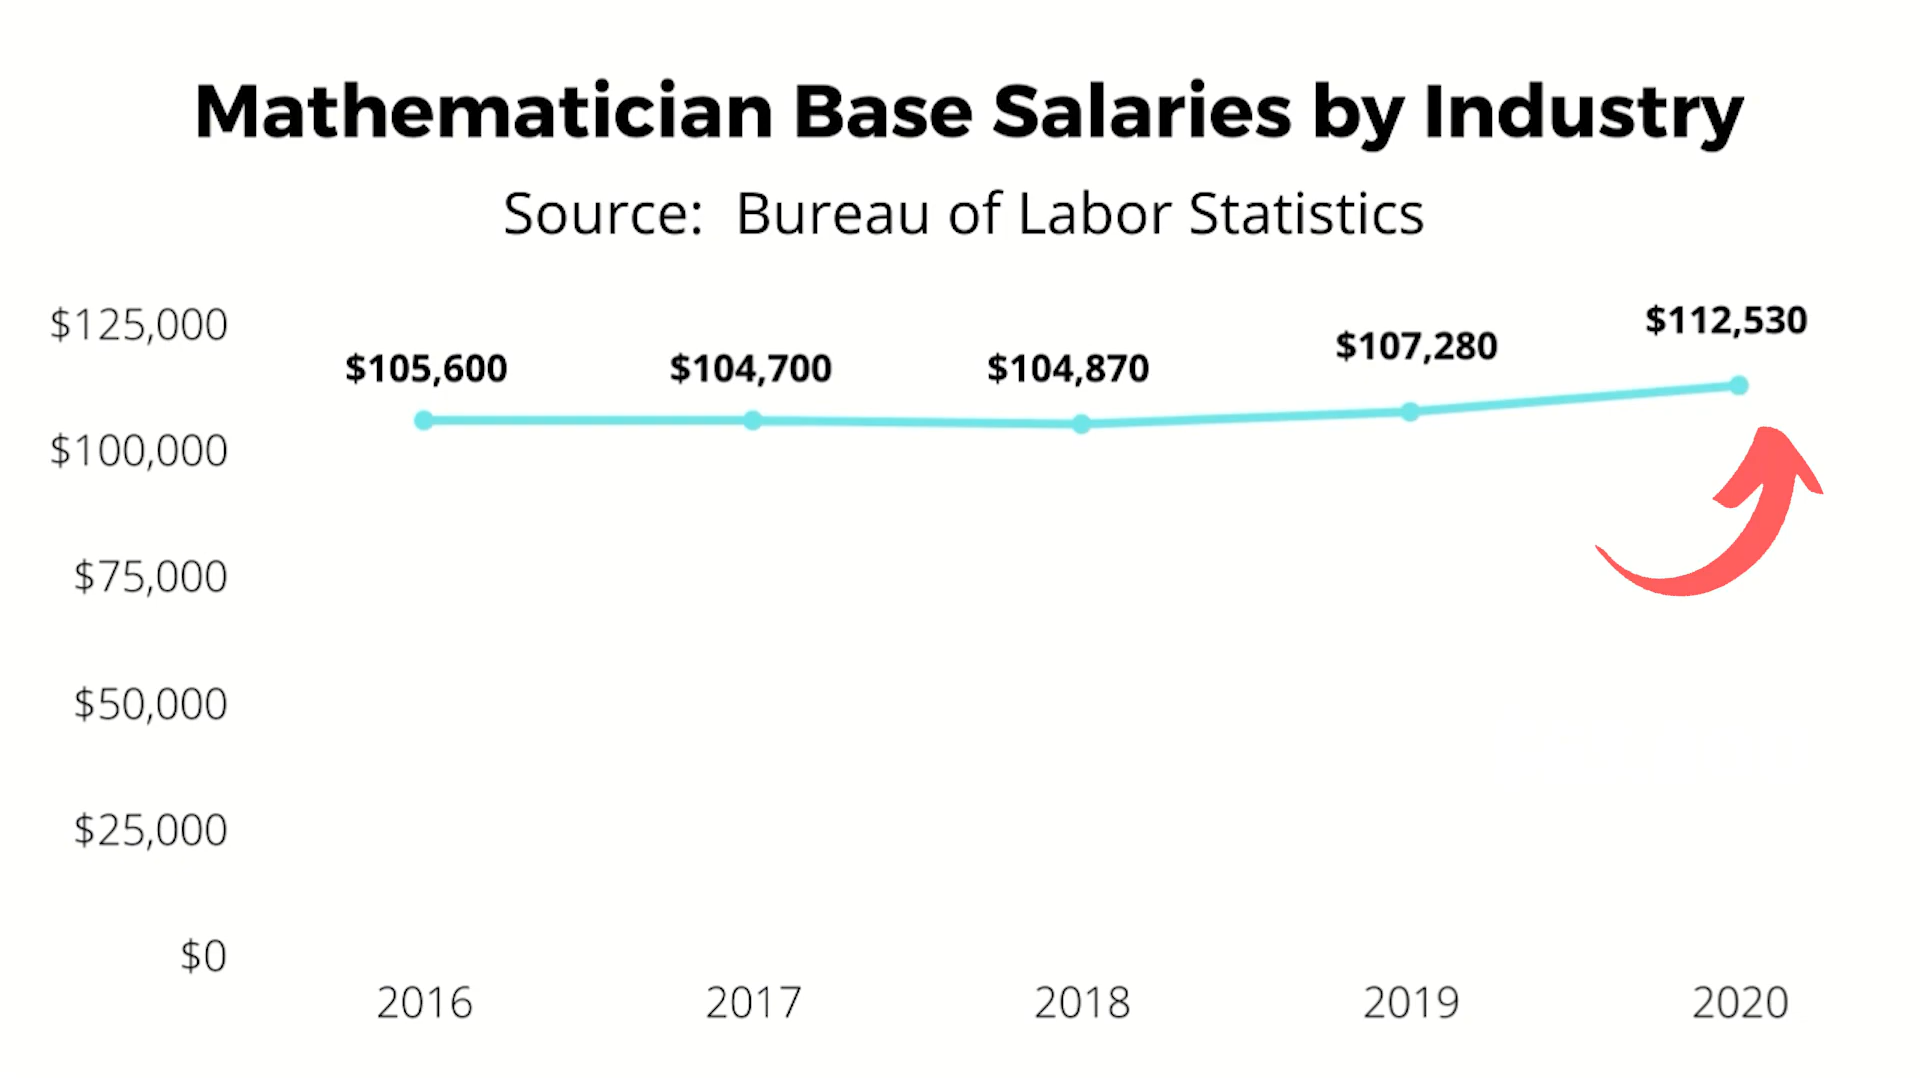 Mathematician Base Salaries by Industry
Source: Bureau of Labor Statistics
$125,000
$112,530
$107,280
$105,600 $104,700 $104,870
$100,000
$75,000
$50,000
$25,000
$0
2016 2017 2018 2019 2020